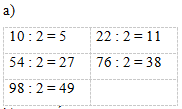 a)
10 : 2 = 5 22 : 2 = 11
54 : 2 = 27 76 : 2 = 38
98 : 2 = 49